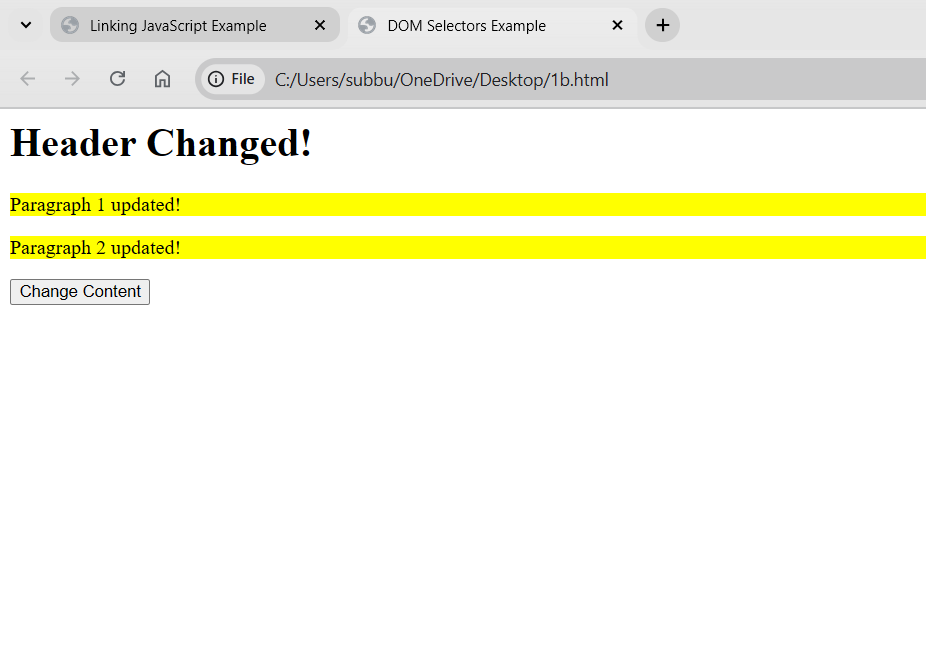 Linking JavaScript Example
DOM Selectors Example
File C:/Users/subbu/OneDrive/Desktop/1b.html
Header Changed!
Paragraph 1 updated!
Paragraph 2 updated!
Change Content